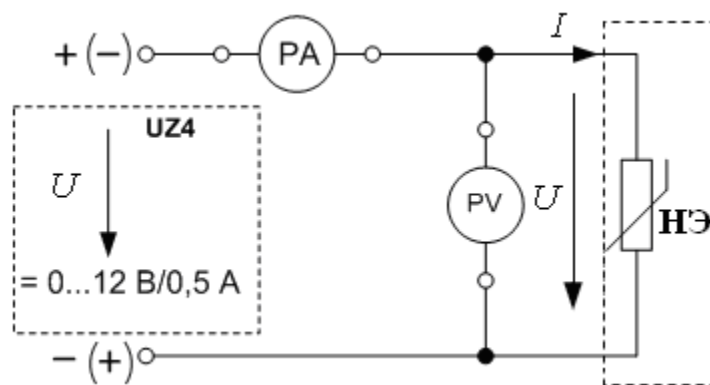 + (−)
PA
I
UZ4
U
= 0...12 В/0,5 А
PV
U
НЭ
− (+)